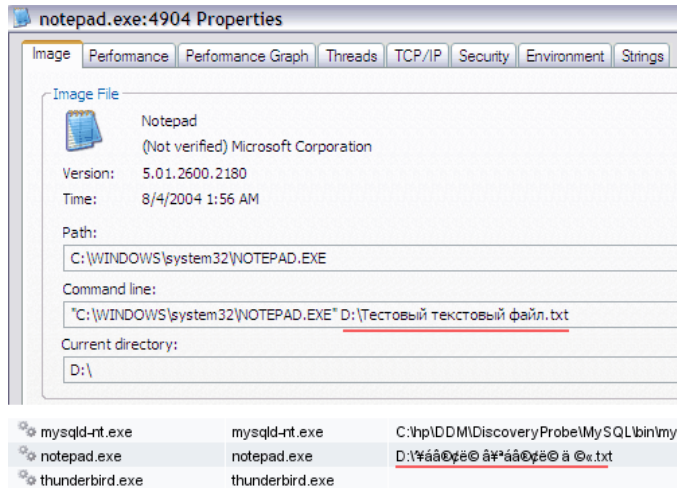 notepad.exe:4904 Properties
Image Performance Performance Graph Threads TCP/IP Security Environment Strings
Image File
Notepad
(Not verified) Microsoft Corporation
Version: 5.01.2600.2180
Time: 8/4/2004 1:56 AM
Path:
C:\WINDOWS\system32\NOTEPAD.EXE
Command line:
"C:\WINDOWS\system32\NOTEPAD.EXE" D:\Тестовый текстовый файл.txt
Current directory:
D:\
mysqld-nt.exe mysqld-nt.exe C:\hp\DDM\DiscoveryProbe\MySQL\bin\my
notepad.exe notepad.exe D:\'¥áâ®¢ë© â¥ªáâ®¢ë© ä ©«.txt
thunderbird.exe thunderbird.exe